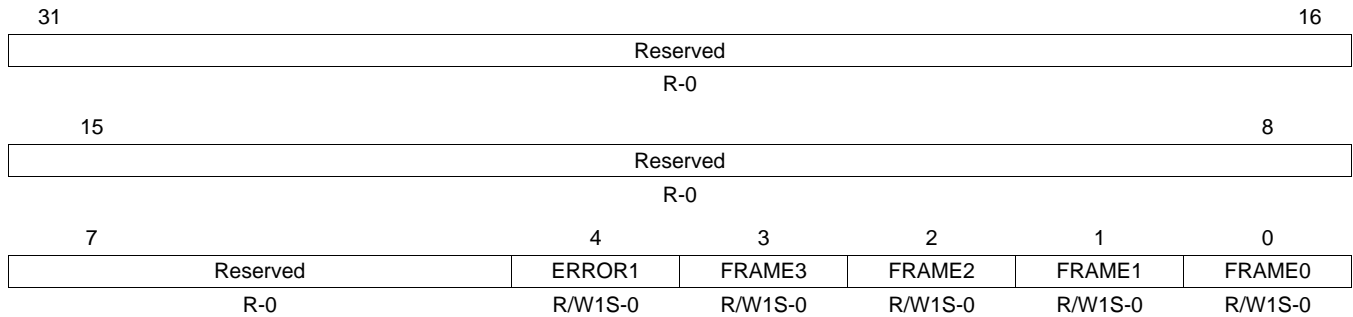 31 16
Reserved
R-0
15 8
Reserved
R-0
7 4 3 2 1 0
Reserved ERROR1 FRAME3 FRAME2 FRAME1 FRAME0
R-0 R/W1S-0 R/W1S-0 R/W1S-0 R/W1S-0 R/W1S-0